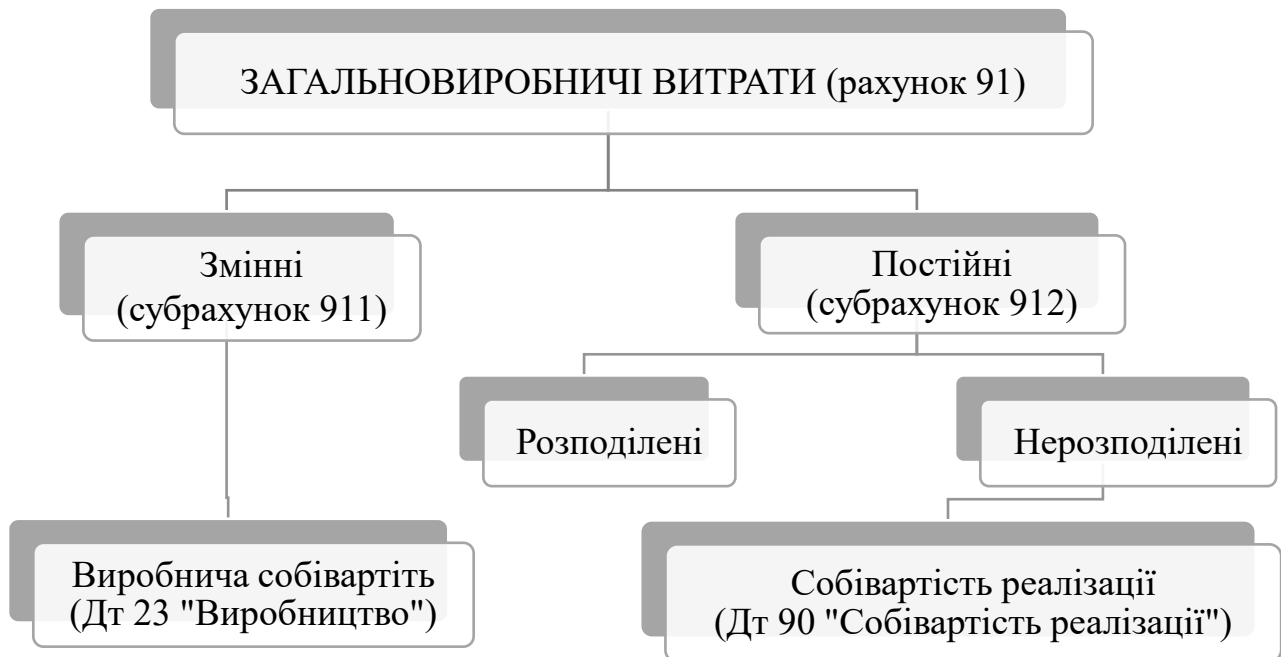 ЗАГАЛЬНОВИРОБНИЧІ ВИТРАТИ (рахунок 91)
Змінні
(субрахунок 911)
Постійні
(субрахунок 912)
Розподілені
Нерозподілені
Виробнича собівартіть
(Дт 23 "Виробництво")
Собівартість реалізації
(Дт 90 "Собівартість реалізації")